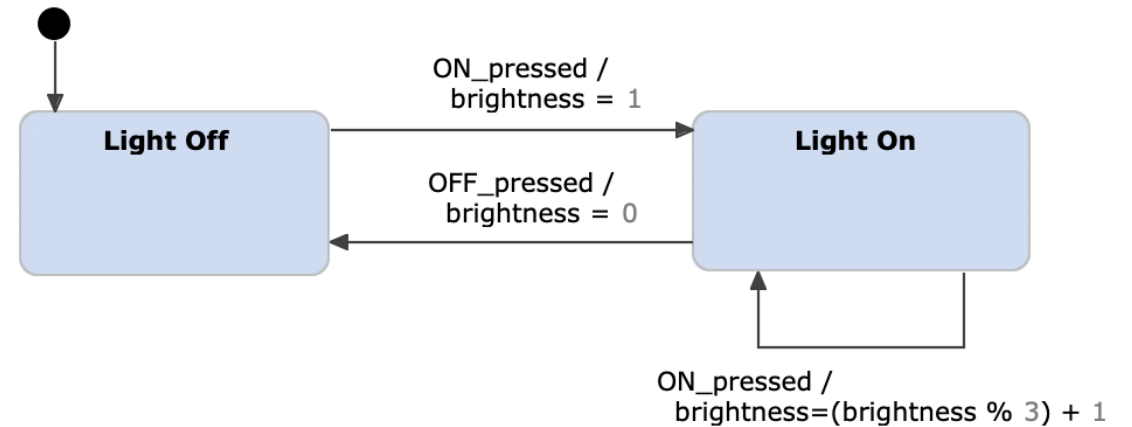 ON_pressed /
brightness = 1
Light Off
Light On
OFF_pressed /
brightness = 0
ON_pressed /
brightness=(brightness % 3) + 1